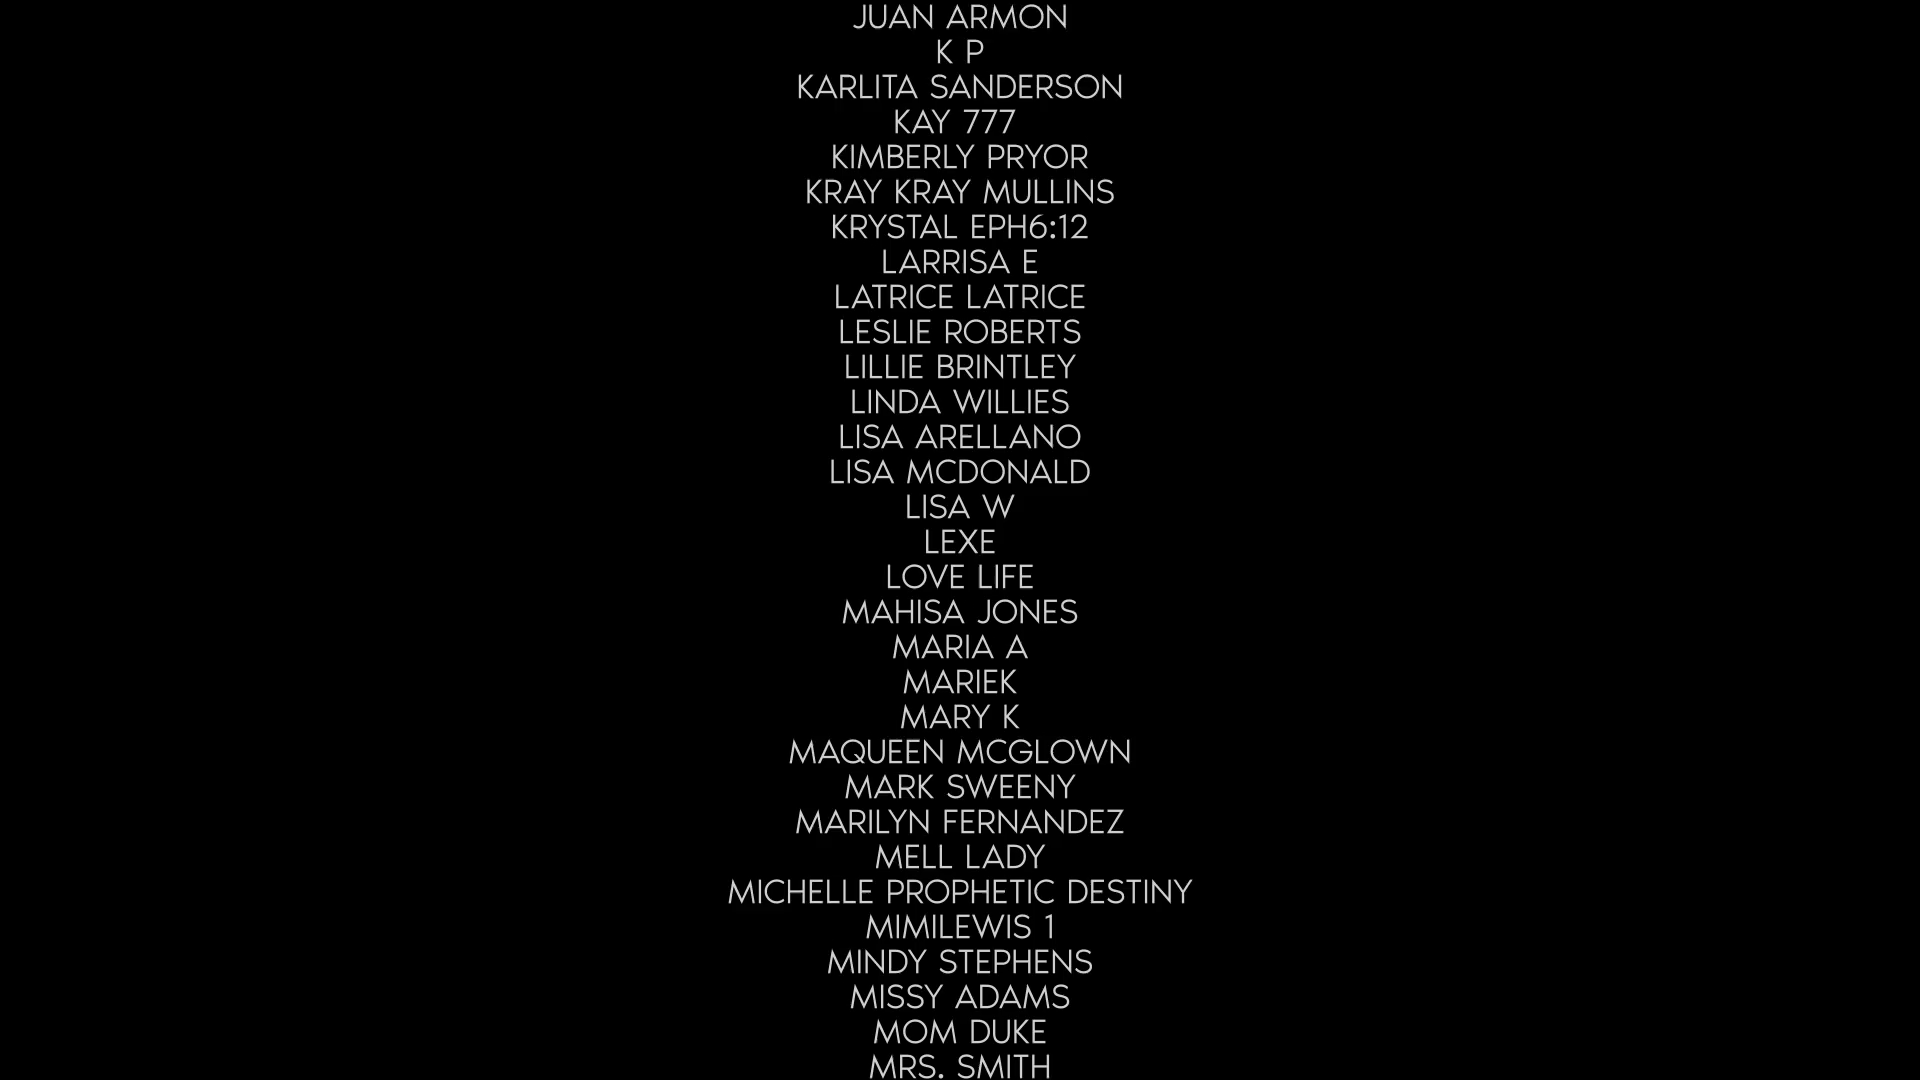 JUAN ARMON
K P
KARLITA SANDERSON
KAY 777
KIMBERLY PRYOR
KRAY KRAY MULLINS
KRYSTAL EPH6:12
LARRISA E
LATRICE LATRICE
LESLIE ROBERTS
LILLIE BRINTLEY
LINDA WILLIES
LISA ARELLANO
LISA MCDONALD
LISA W
LEXE
LOVE LIFE
MAHISA JONES
MARIA A
MARIEK
MARY K
MAQUEEN MCGLOWN
MARK SWEENY
MARILYN FERNANDEZ
MELL LADY
MICHELLE PROPHETIC DESTINY
MIMILEWIS 1
MINDY STEPHENS
MISSY ADAMS
MOM DUKE
MRS. SMITH